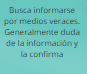 Busca informarse
por medios veraces.
Generalmente duda
de la información y
la confirma